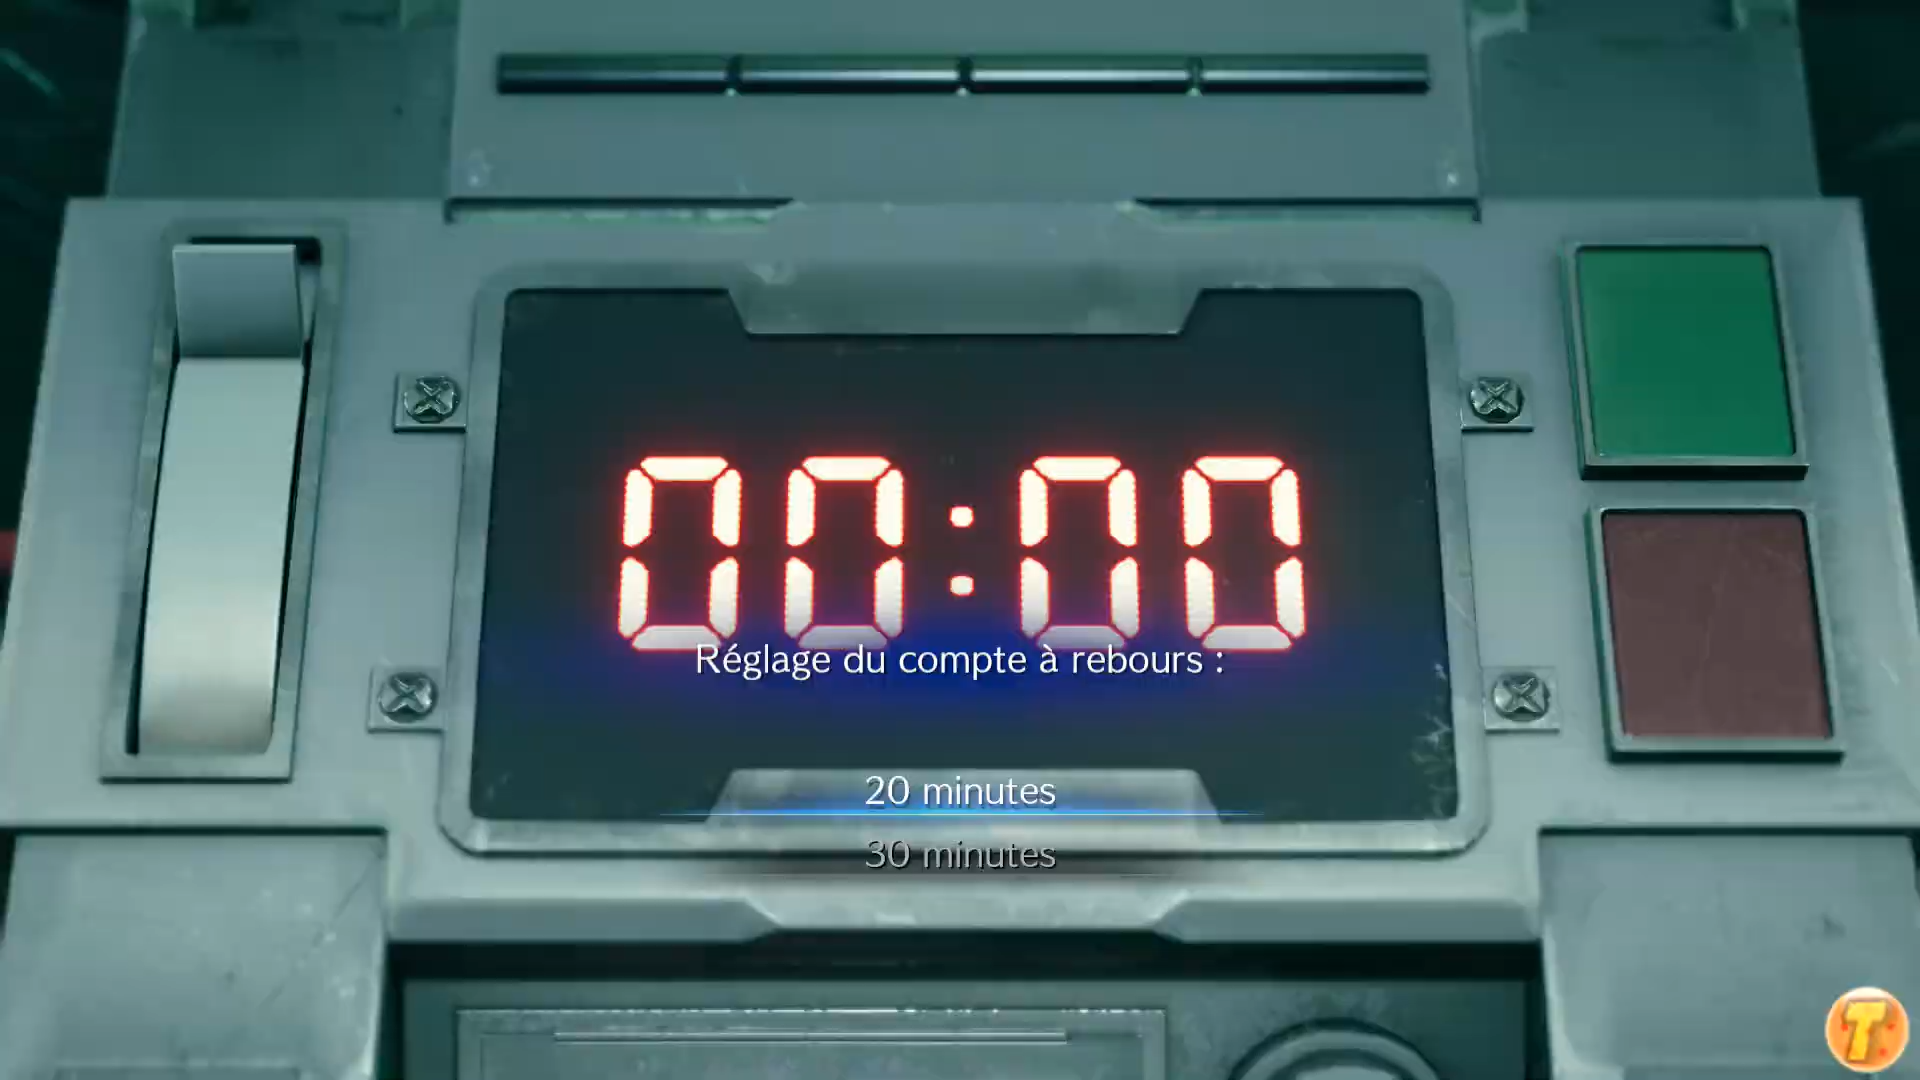 00:00
Réglage du compte à rebours :
20 minutes
30 minutes
T